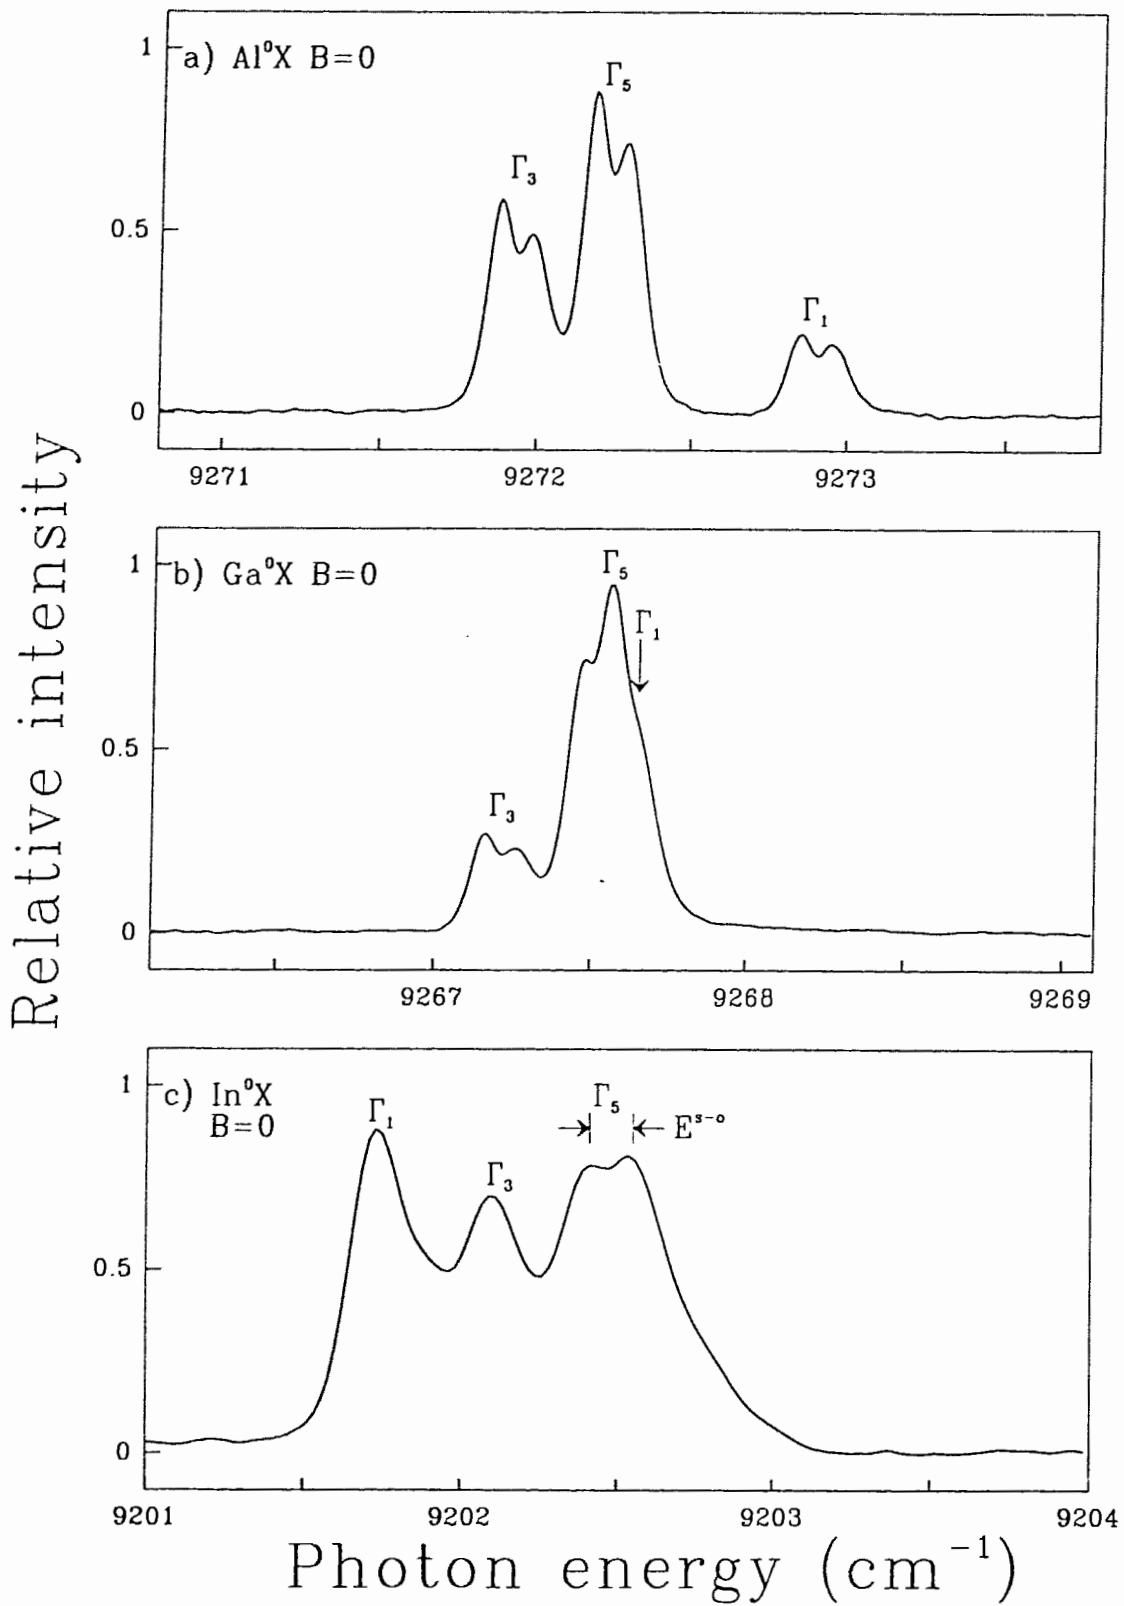 Relative intensity
a) Al⁰X B=0
Γ₃
Γ₅
Γ₁
1
0.5
0
9271 9272 9273
b) Ga⁰X B=0
Γ₃
Γ₅
Γ₁
1
0.5
0
9267 9268 9269
c) In⁰X
B=0
Γ₁
Γ₃
Γ₅
Eˢ⁻ᵒ
1
0.5
0
9201 9202 9203 9204
Photon energy (cm⁻¹)